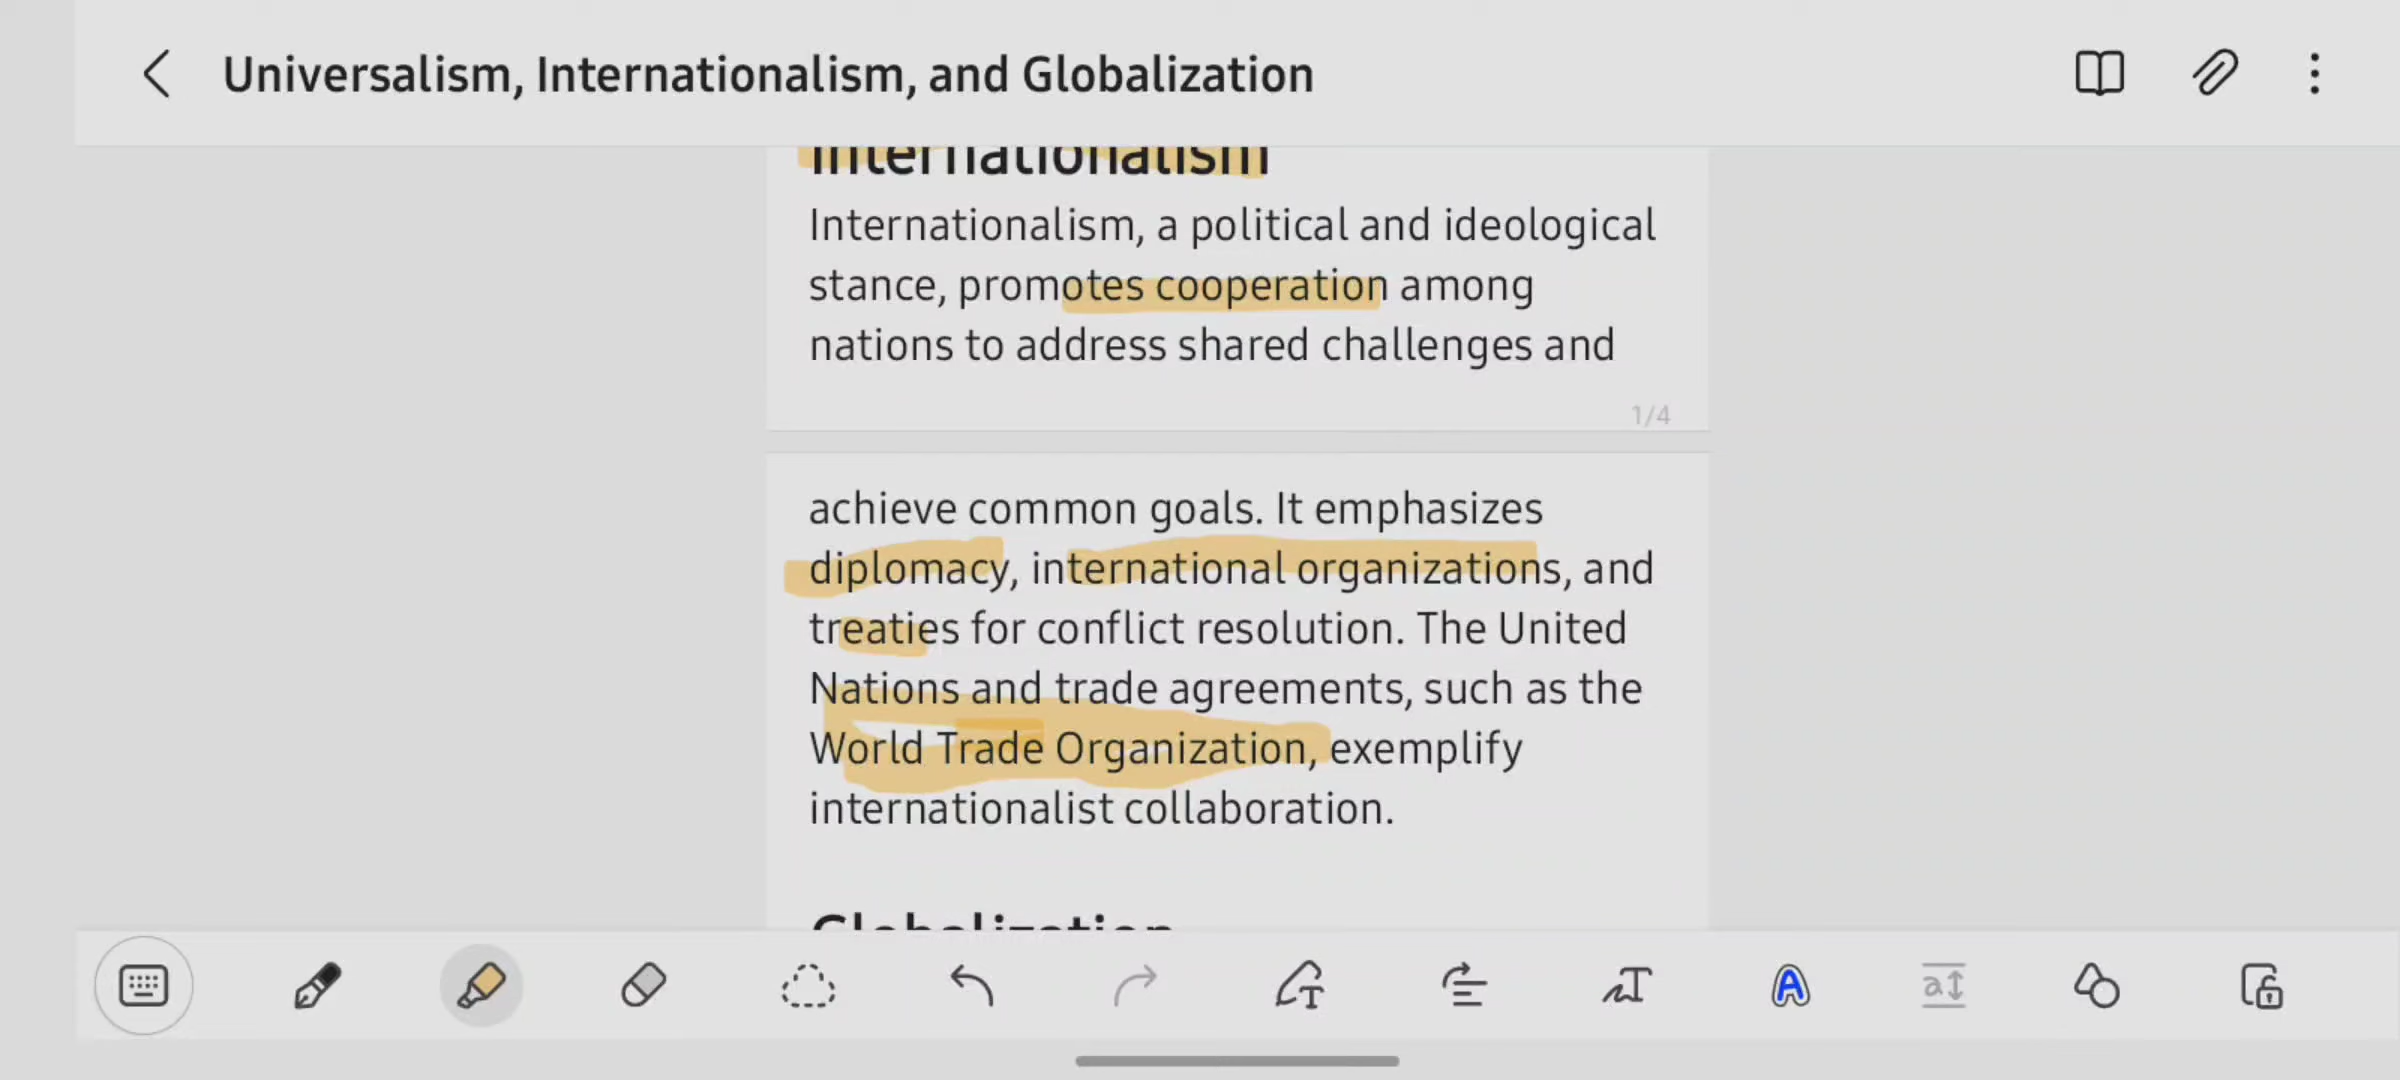 Universalism, Internationalism, and Globalization
Internationalism
Internationalism, a political and ideological
stance, promotes cooperation among
nations to address shared challenges and
1/4
achieve common goals. It emphasizes
diplomacy, international organizations, and
treaties for conflict resolution. The United
Nations and trade agreements, such as the
World Trade Organization, exemplify
internationalist collaboration.
Globalization